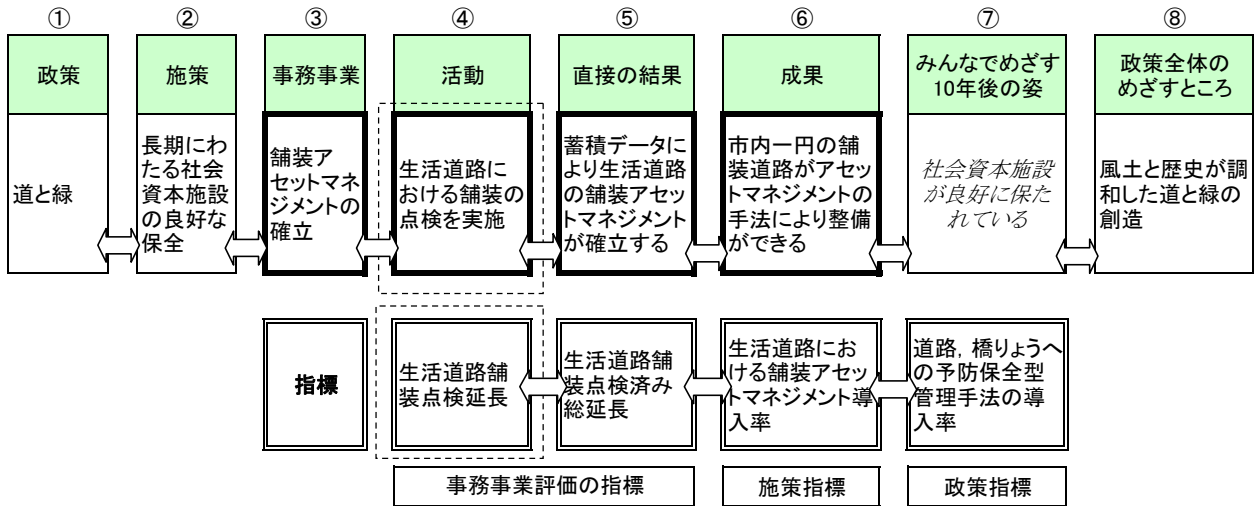 ① ② ③ ④ ⑤ ⑥ ⑦ ⑧
政策
施策
事務事業
活動
直接の結果
成果
みんなでめざす
10年後の姿
政策全体の
めざすところ
道と緑
長期にわ
たる社会
資本施設
の良好な
保全
舗装ア
セットマネ
ジメントの
確立
生活道路に
おける舗装の
点検を実施
蓄積データに
より生活道路
の舗装アセッ
トマネジメント
が確立する
市内一円の舗
装道路がアセッ
トマネジメントの
手法により整備
ができる
社会資本施設
が良好に保た
れている
風土と歴史が調
和した道と緑の
創造
指標
生活道路舗
装点検延長
生活道路舗
装点検済み
総延長
生活道路にお
ける舗装アセッ
トマネジメント導
入率
道路，橋りょうへ
の予防保全型
管理手法の導
入率
事務事業評価の指標
施策指標
政策指標